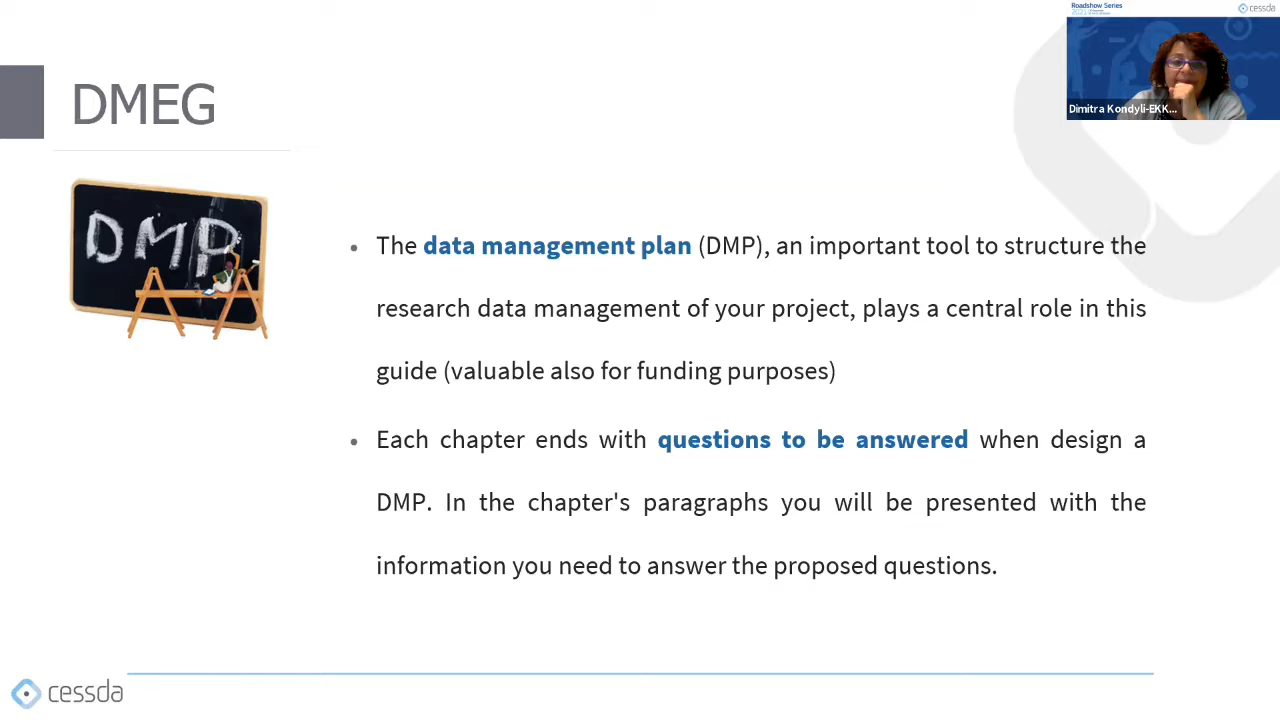 Roadshow Series
cessda
Dimitra Kondyli-EKK...
DMEG
DMP
• The data management plan (DMP), an important tool to structure the
research data management of your project, plays a central role in this
guide (valuable also for funding purposes)
• Each chapter ends with questions to be answered when design a
DMP. In the chapter's paragraphs you will be presented with the
information you need to answer the proposed questions.
cessda